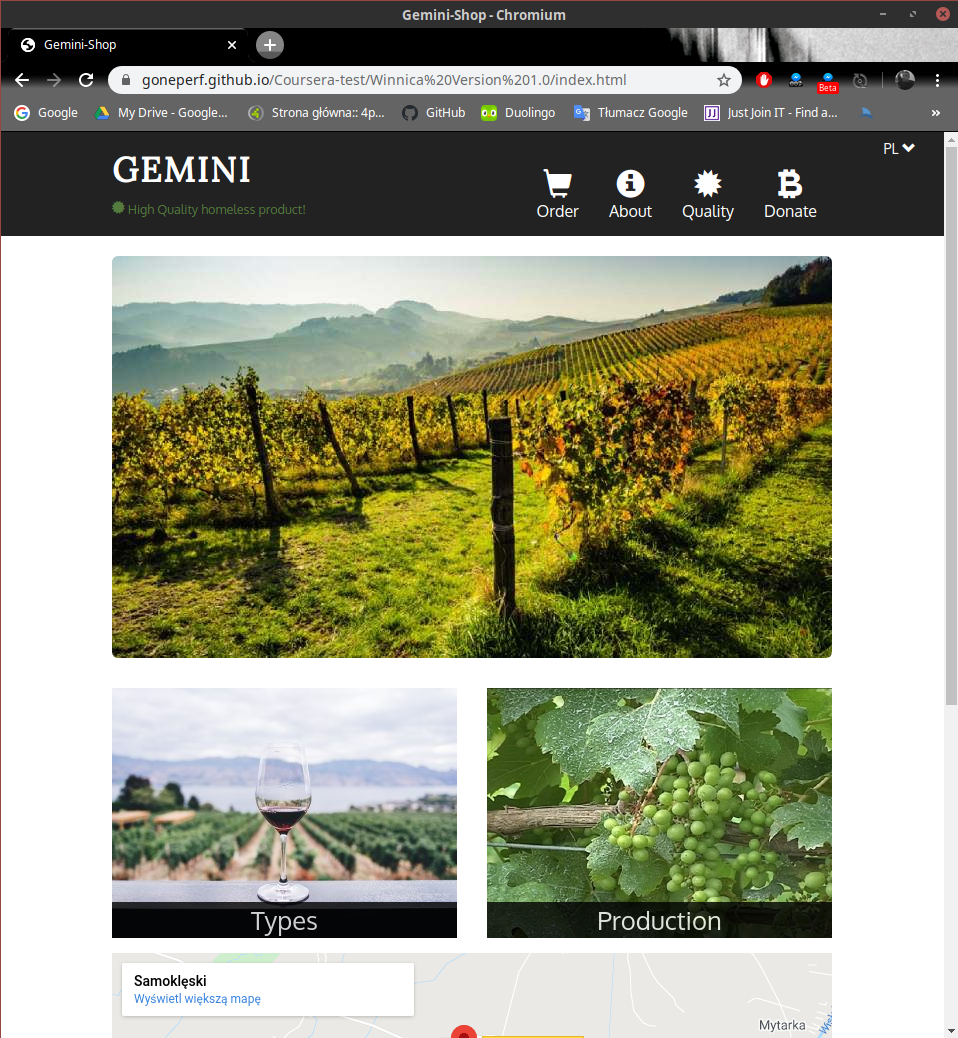 Gemini-Shop - Chromium
Gemini-Shop
goneperf.github.io/Coursera-test/Winnica%20Version%201.0/index.html
Beta
Google My Drive - Google... Strona główna:: 4p... GitHub Duolingo Tłumacz Google JJ Just Join IT - Find a... »
PL
GEMINI
High Quality homeless product!
Order About Quality Donate
Types Production
Samoklęski
Wyświetl większą mapę
Mytarka